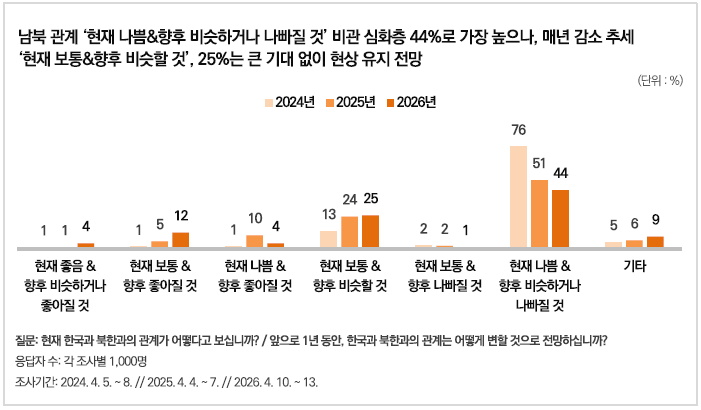 남북 관계 ‘현재 나쁨&향후 비슷하거나 나빠질 것’ 비관 심화층 44%로 가장 높으나, 매년 감소 추세
‘현재 보통&향후 비슷할 것’, 25%는 큰 기대 없이 현상 유지 전망
(단위 : %)
2024년 2025년 2026년
1 1 4
1 5 12
1 10 4
13 24 25
2 2 1
76 51 44
5 6 9
현재 좋음 &
향후 비슷하거나
좋아질 것
현재 보통 &
향후 좋아질 것
현재 나쁨 &
향후 좋아질 것
현재 보통 &
향후 비슷할 것
현재 보통 &
향후 나빠질 것
현재 나쁨 &
향후 비슷하거나
나빠질 것
기타
질문: 현재 한국과 북한과의 관계가 어떻다고 보십니까? / 앞으로 1년 동안, 한국과 북한과의 관계는 어떻게 변할 것으로 전망하십니까?
응답자 수: 각 조사별 1,000명
조사기간: 2024. 4. 5. ~ 8. // 2025. 4. 4. ~ 7. // 2026. 4. 10. ~ 13.